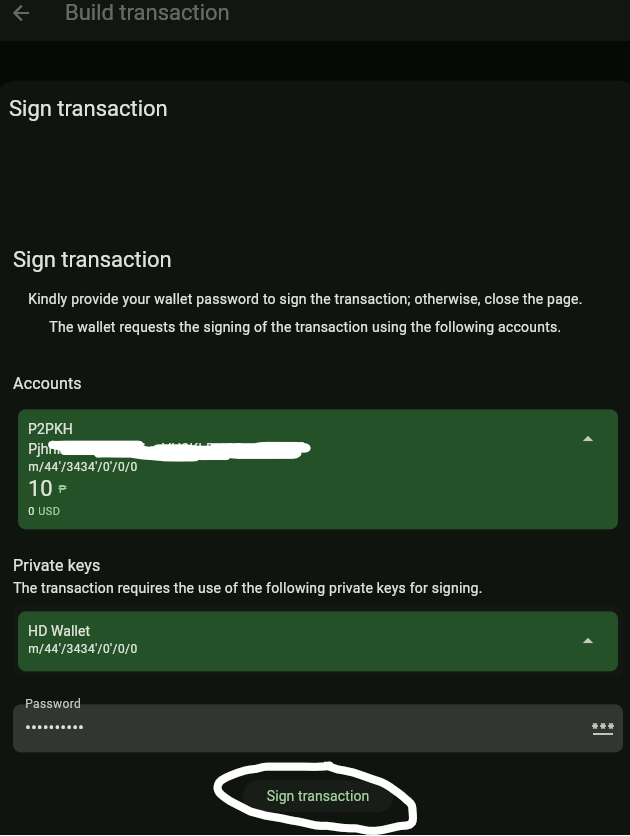 Build transaction
Sign transaction
Sign transaction
Kindly provide your wallet password to sign the transaction; otherwise, close the page.
The wallet requests the signing of the transaction using the following accounts.
Accounts
P2PKH
m/44'/3434'/0'/0/0
10 ₱
0 USD
Private keys
The transaction requires the use of the following private keys for signing.
HD Wallet
m/44'/3434'/0'/0/0
Password
••••••••••
Sign transaction